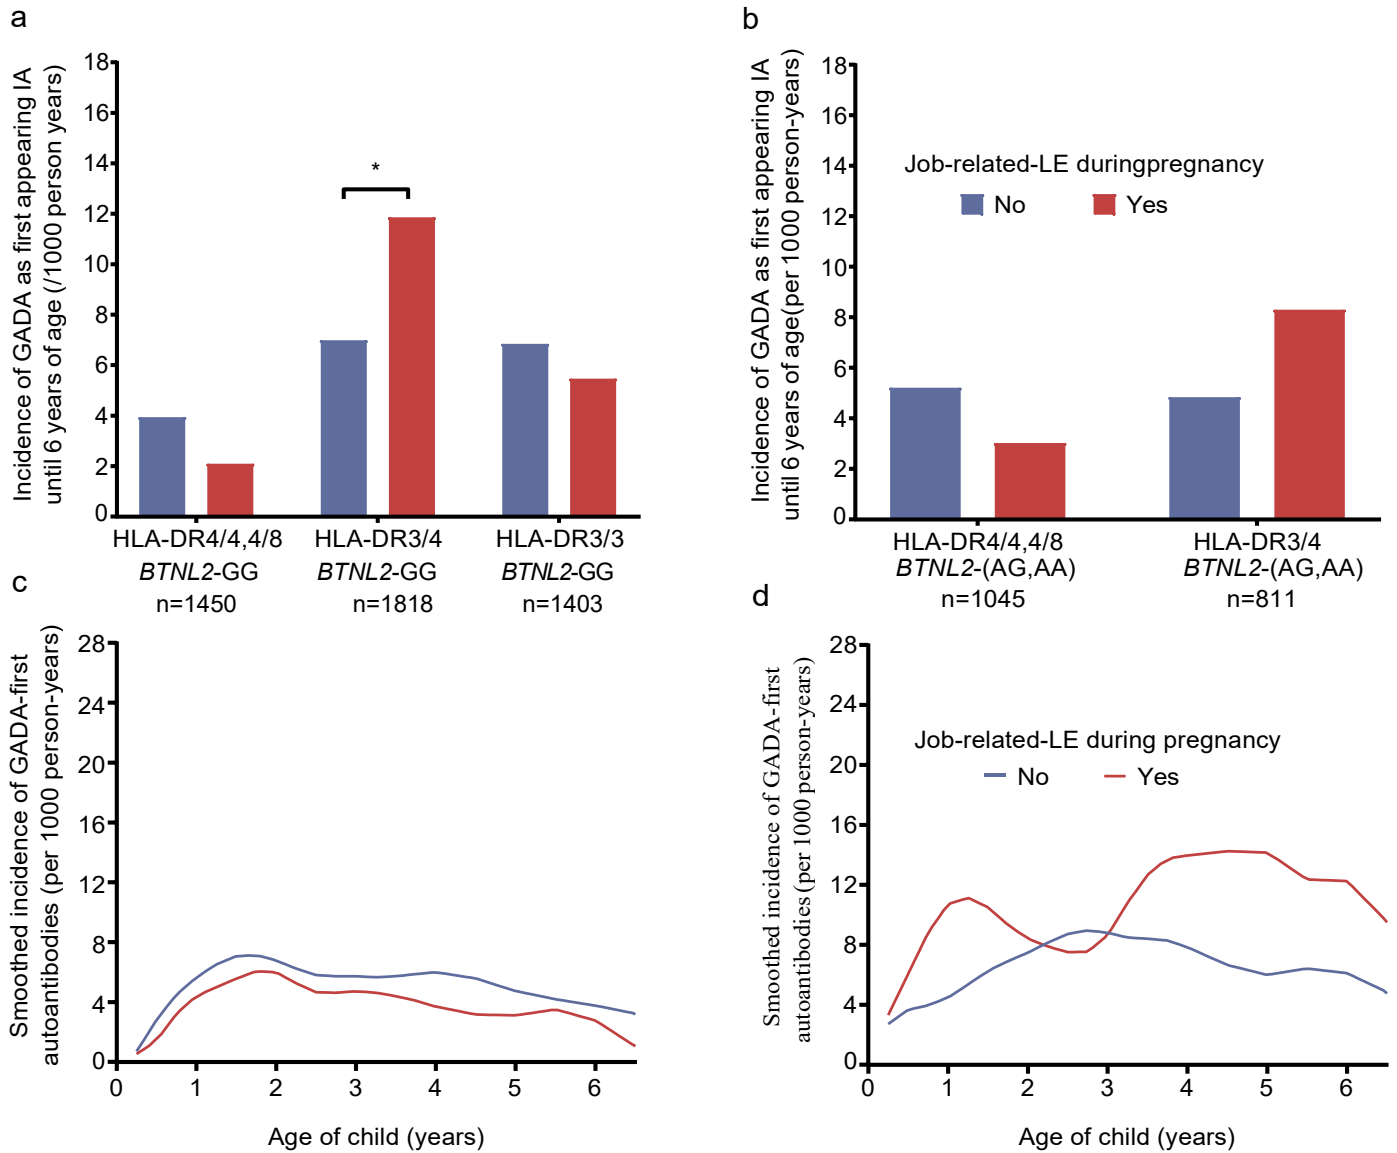 a
Incidence of GADA as first appearing IA
until 6 years of age (/1000 person years)
18
16
14
12
10
8
6
4
2
0
*
HLA-DR4/4,4/8
BTNL2-GG
n=1450
HLA-DR3/4
BTNL2-GG
n=1818
HLA-DR3/3
BTNL2-GG
n=1403
b
Incidence of GADA as first appearing IA
until 6 years of age(per 1000 person-years)
18
16
14
12
10
8
6
4
2
0
Job-related-LE duringpregnancy
No
Yes
HLA-DR4/4,4/8
BTNL2-(AG,AA)
n=1045
HLA-DR3/4
BTNL2-(AG,AA)
n=811
c
Smoothed incidence of GADA-first
autoantibodies (per 1000 person-years)
28
24
20
16
12
8
4
0
0 1 2 3 4 5 6
Age of child (years)
d
Smoothed incidence of GADA-first
autoantibodies (per 1000 person-years)
28
24
20
16
12
8
4
0
Job-related-LE during pregnancy
No
Yes
0 1 2 3 4 5 6
Age of child (years)